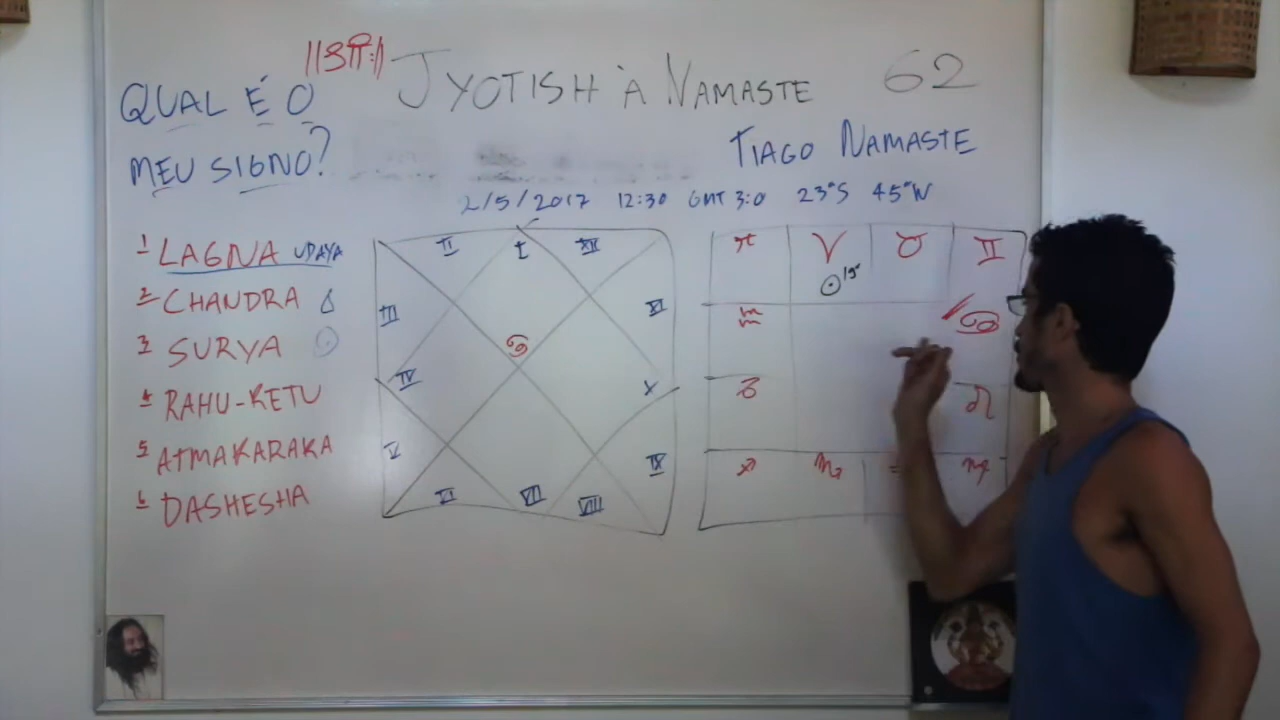 JYOTISH À NAMASTE 62
QUAL É O
MEU SIGNO?
TIAGO NAMASTE
2/5/2017 12:30 GMT 3:0 23°S 45°W
1 LAGNA UDAYA
2 CHANDRA
3 SURYA
4 RAHU-KETU
5 ATMAKARAKA
6 DASHESHA
II I XII
III XI
♋
IV X
V IX
VI VII VIII
♓ ♈ ♉ ♊
☉ 19°
♒ ♋
♑ ♌
♐ ♏ ♍